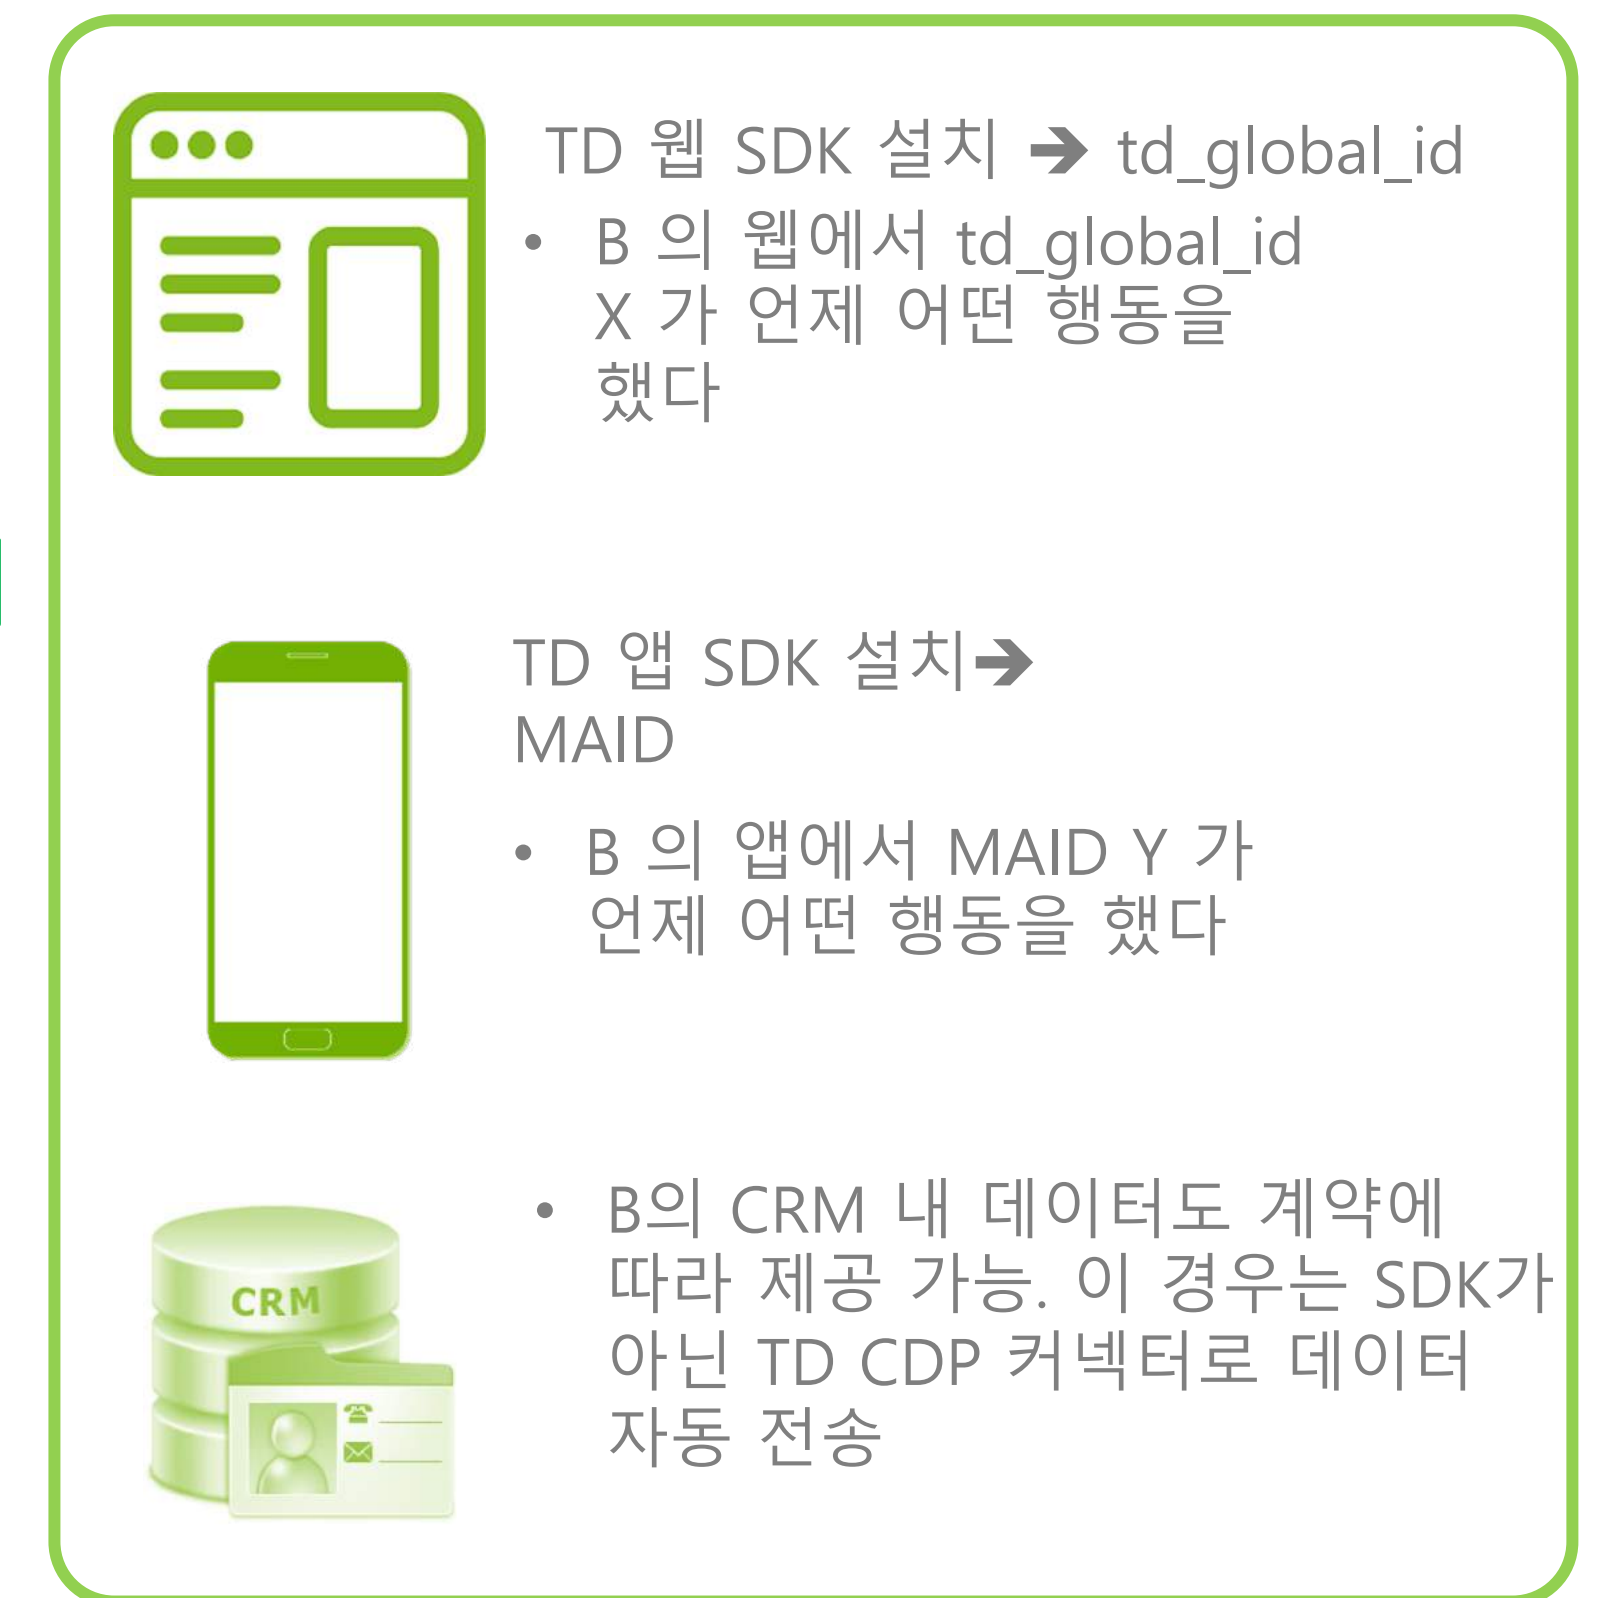 TD 웹 SDK 설치 ➔ td_global_id
• B 의 웹에서 td_global_id
X 가 언제 어떤 행동을
했다
TD 앱 SDK 설치➔
MAID
• B 의 앱에서 MAID Y 가
언제 어떤 행동을 했다
• B의 CRM 내 데이터도 계약에
따라 제공 가능. 이 경우는 SDK가
아닌 TD CDP 커넥터로 데이터
자동 전송
CRM